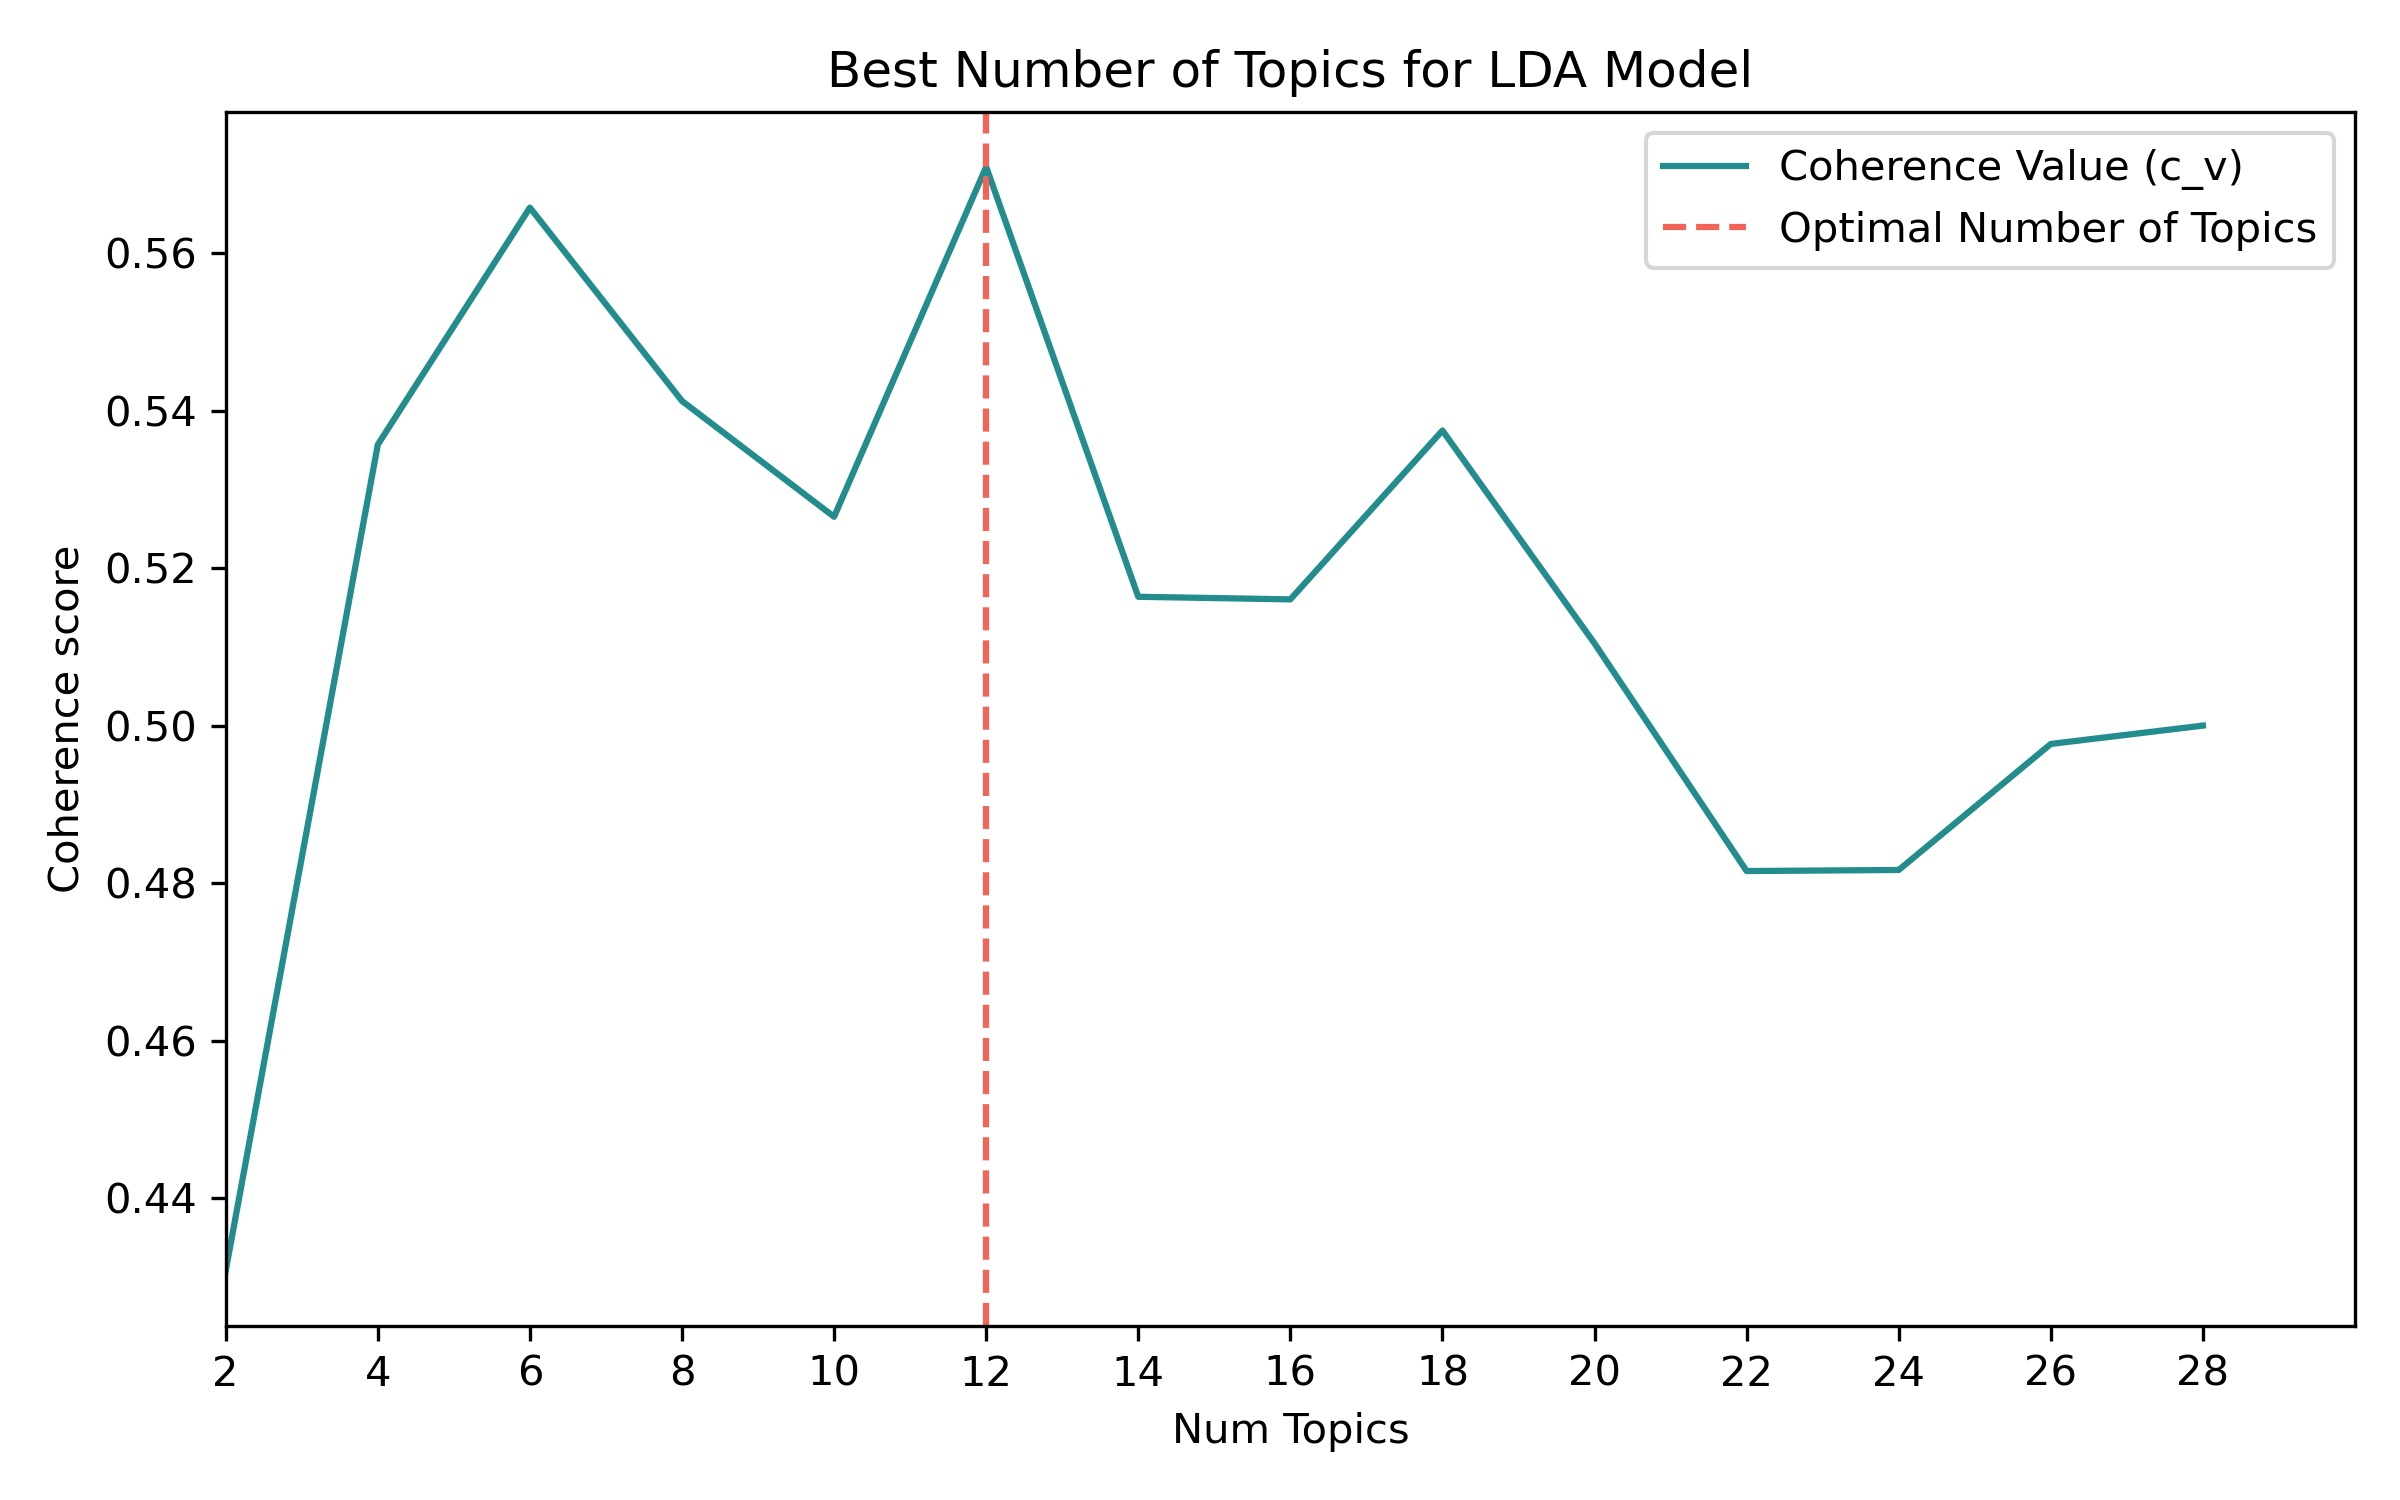 Best Number of Topics for LDA Model
Coherence Value (c_v)
Optimal Number of Topics
Coherence score
0.56
0.54
0.52
0.50
0.48
0.46
0.44
2 4 6 8 10 12 14 16 18 20 22 24 26 28
Num Topics